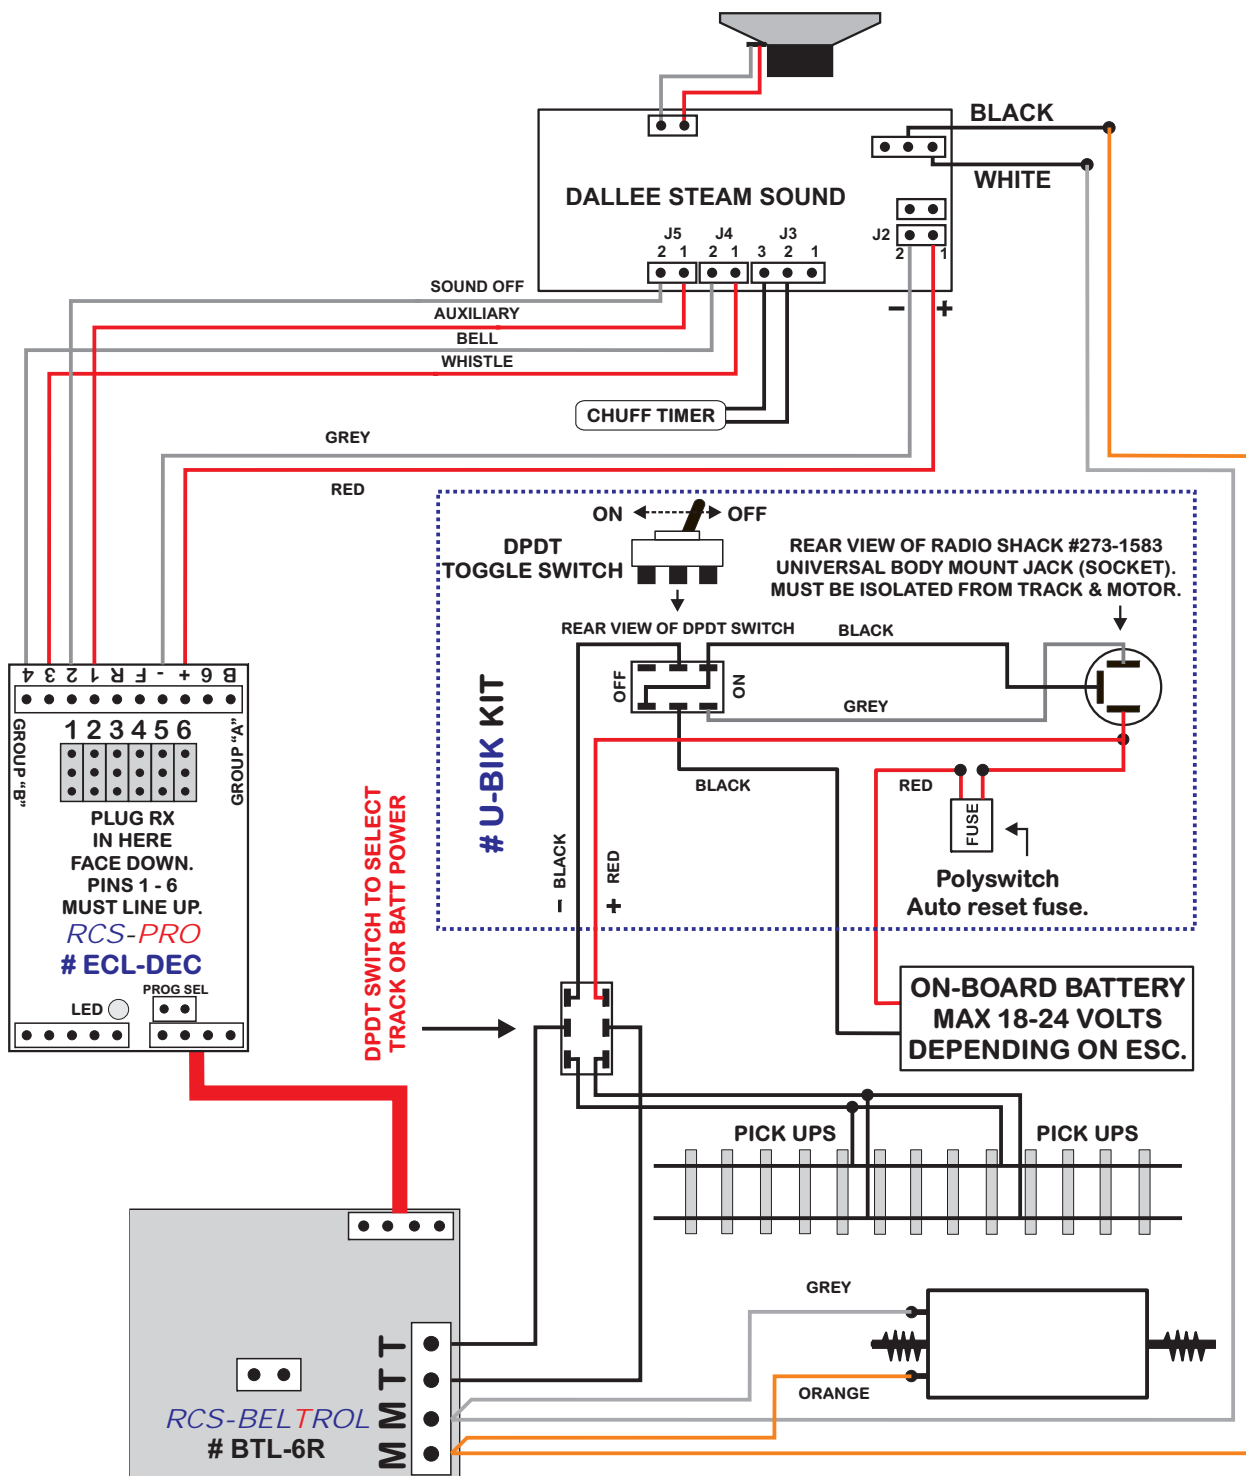 BLACK
WHITE
DALLEE STEAM SOUND
J5
J4
J3
J2
2 1
2 1
3 2 1
2 1
SOUND OFF
AUXILIARY
BELL
WHISTLE
– +
CHUFF TIMER
GREY
RED
ON
OFF
DPDT
TOGGLE SWITCH
REAR VIEW OF RADIO SHACK #273-1583
UNIVERSAL BODY MOUNT JACK (SOCKET).
MUST BE ISOLATED FROM TRACK & MOTOR.
REAR VIEW OF DPDT SWITCH
BLACK
OFF
ON
GREY
# U-BIK KIT
BLACK
RED
FUSE
Polyswitch
Auto reset fuse.
– BLACK
+ RED
4 3 2 1 R F - + 6 B
GROUP "B"
GROUP "A"
1 2 3 4 5 6
PLUG RX
IN HERE
FACE DOWN.
PINS 1 - 6
MUST LINE UP.
RCS-PRO
# ECL-DEC
PROG SEL
LED
DPDT SWITCH TO SELECT
TRACK OR BATT POWER
ON-BOARD BATTERY
MAX 18-24 VOLTS
DEPENDING ON ESC.
PICK UPS
PICK UPS
GREY
ORANGE
M M T T
RCS-BELTROL
# BTL-6R